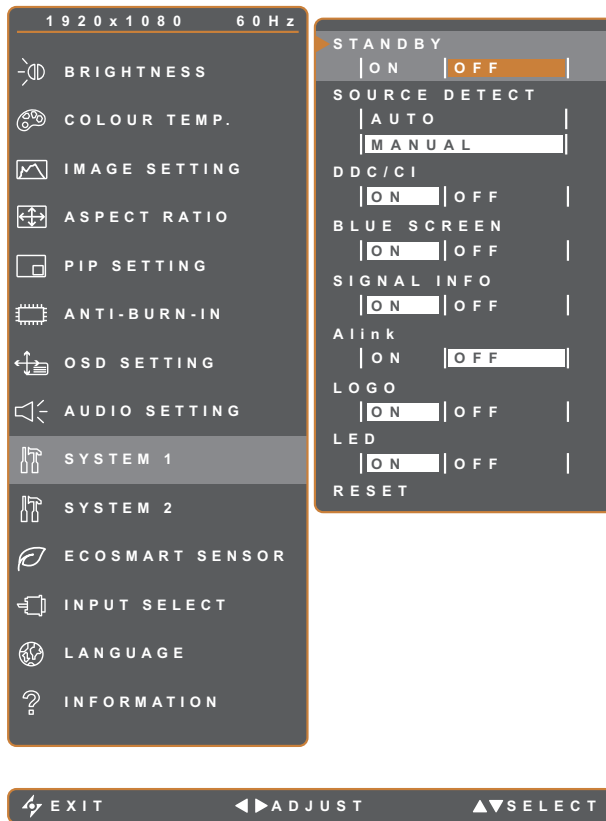 1920x1080 60Hz
BRIGHTNESS
COLOUR TEMP.
IMAGE SETTING
ASPECT RATIO
PIP SETTING
ANTI-BURN-IN
OSD SETTING
AUDIO SETTING
SYSTEM 1
SYSTEM 2
ECOSMART SENSOR
INPUT SELECT
LANGUAGE
INFORMATION
STANDBY
ON OFF
SOURCE DETECT
AUTO
MANUAL
DDC/CI
ON OFF
BLUE SCREEN
ON OFF
SIGNAL INFO
ON OFF
Alink
ON OFF
LOGO
ON OFF
LED
ON OFF
RESET
EXIT ADJUST SELECT